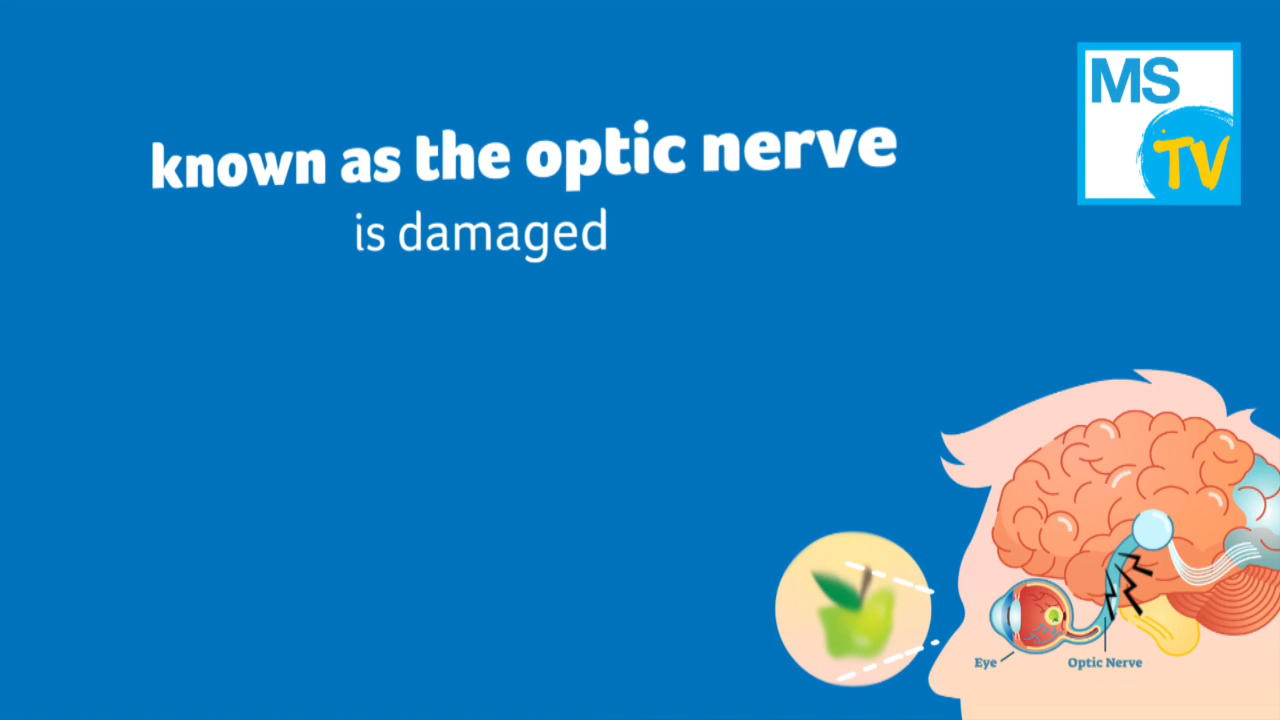 known as the optic nerve
is damaged
MS
TV
Eye
Optic Nerve